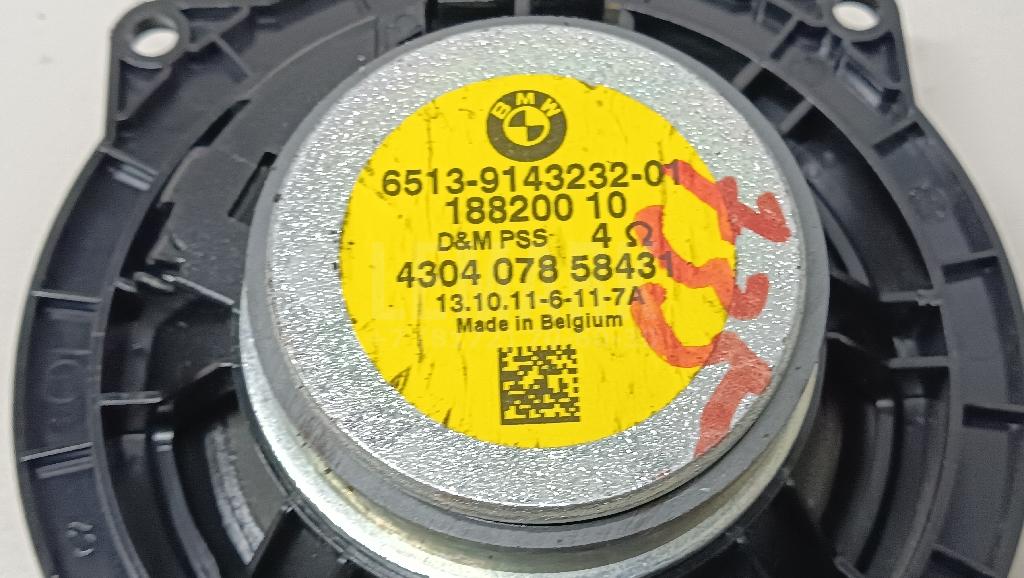 BMW
6513-9143232-01
188200 10
D&M PSS 4 Ω
4304 078 58431
13.10.11-6-11-7A
Made in Belgium